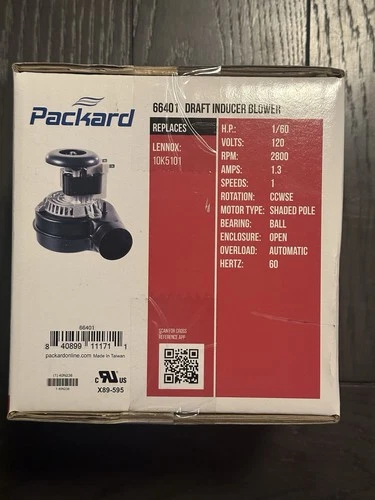 Packard
66401 DRAFT INDUCER BLOWER
REPLACES
LENNOX:
10K5101
H.P.: 1/60
VOLTS: 120
RPM: 2800
AMPS: 1.3
SPEEDS: 1
ROTATION: CCWSE
MOTOR TYPE: SHADED POLE
BEARING: BALL
ENCLOSURE: OPEN
OVERLOAD: AUTOMATIC
HERTZ: 60
SCAN FOR CROSS
REFERENCE APP
66401
8 40899 11171 1
packardonline.com Made In Taiwan
C US
X89-595